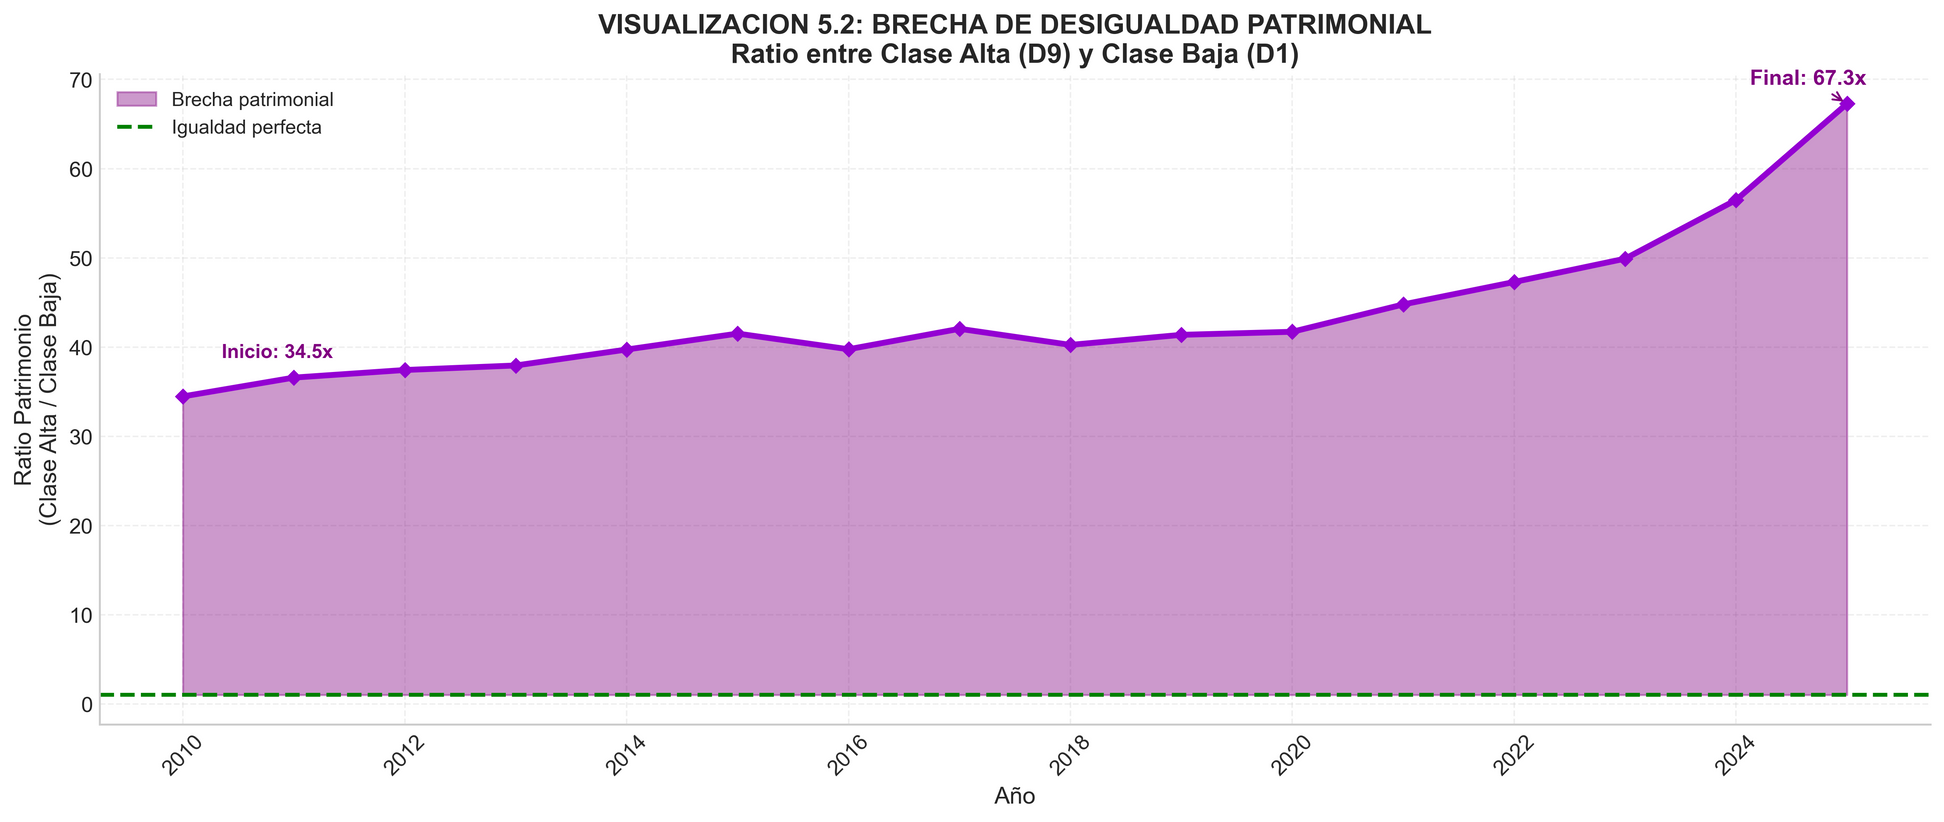 VISUALIZACION 5.2: BRECHA DE DESIGUALDAD PATRIMONIAL
Ratio entre Clase Alta (D9) y Clase Baja (D1)
Brecha patrimonial
Igualdad perfecta
Final: 67.3x
Inicio: 34.5x
Ratio Patrimonio
(Clase Alta / Clase Baja)
70
60
50
40
30
20
10
0
2010
2012
2014
2016
2018
2020
2022
2024
Año